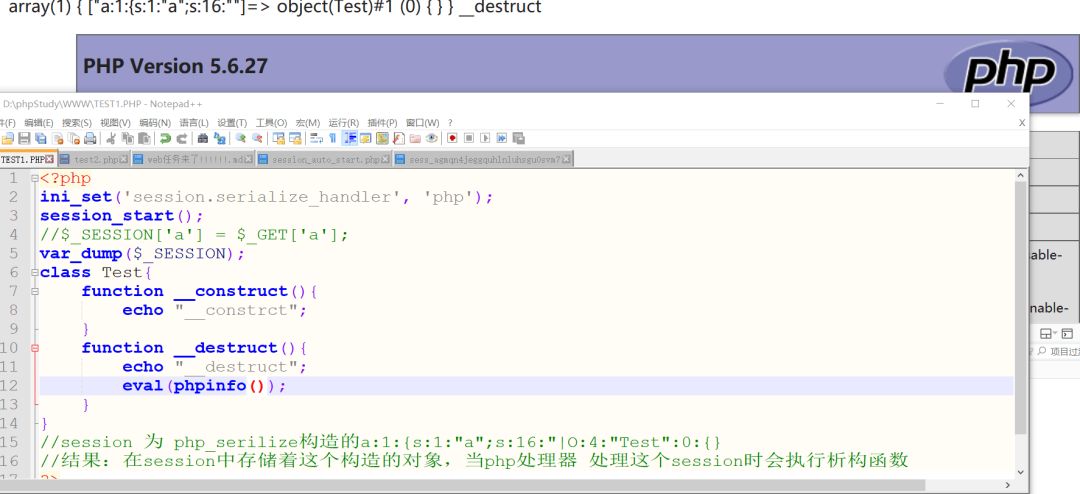 array(1) { ["a:1:{s:1:"a";s:16:""]=> object(Test)#1 (0) { } } __destruct
PHP Version 5.6.27
php
D:\phpStudy\WWW\TEST1.PHP - Notepad++
件(F) 编辑(E) 搜索(S) 视图(V) 编码(N) 语言(L) 设置(T) 工具(O) 宏(M) 运行(R) 插件(P) 窗口(W) ?
X
TEST1.PHP test2.php web任务来了!!!!!!.md session_auto_start.php
1 <?php
2 ini_set('session.serialize_handler', 'php');
3 session_start();
4 //$_SESSION['a'] = $_GET['a'];
5 var_dump($_SESSION);
6 class Test{
7 function __construct(){
8 echo "__constrct";
9 }
10 function __destruct(){
11 echo "__destruct";
12 eval(phpinfo());
13 }
14 }
15 //session 为 php_serilize构造的a:1:{s:1:"a";s:16:"|O:4:"Test":0:{}
16 //结果: 在session中存储着这个构造的对象, 当php处理器 处理这个session时会执行析构函数
17 ?>
able-
nable-
项目过